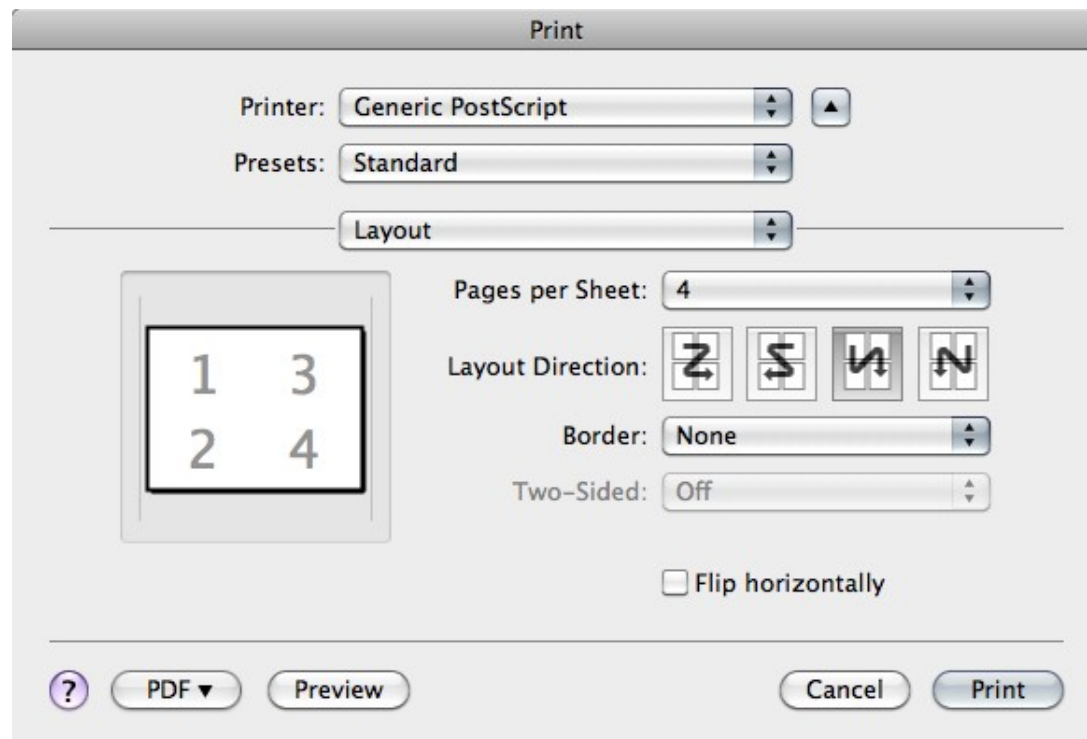 Print
Printer: Generic PostScript
Presets: Standard
Layout
Pages per Sheet: 4
1 3
2 4
Layout Direction:
Border: None
Two-Sided: Off
Flip horizontally
? PDF ▼ Preview Cancel Print